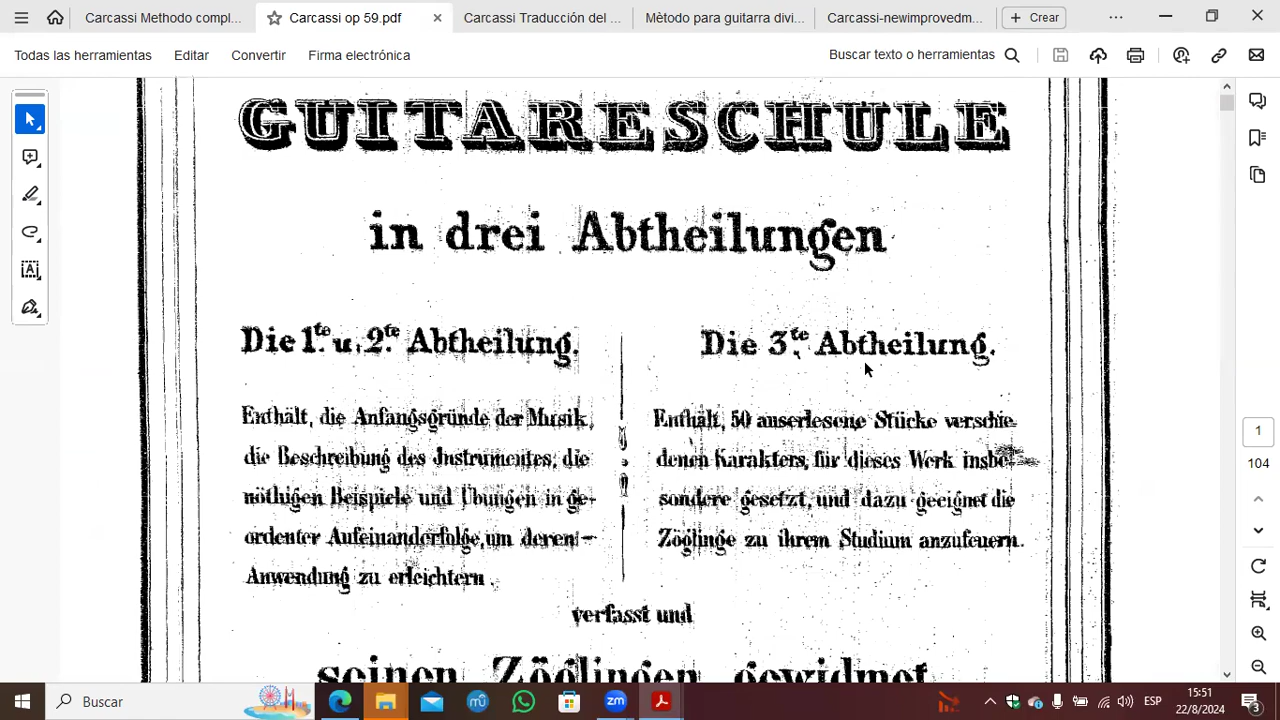 Carcassi Methodo compl...
Carcassi op 59.pdf
Carcassi Traducción del ...
Mètodo para guitarra divi...
Carcassi-newimprovedm...
Crear
Todas las herramientas
Editar
Convertir
Firma electrónica
Buscar texto o herramientas
GUITARESCHULE
in drei Abtheilungen
Die 1te u. 2te Abtheilung.
Enthält, die Anfangsgründe der Musik,
die Beschreibung des Jnstrumentes, die
nöthigen Beispiele und Übungen in ge-
ordenter Aufeinanderfolge, um deren
Anwendung zu erleichtern.
Die 3te Abtheilung.
Enthält, 50 auserlesene Stücke verschie-
denen Karakters, für dieses Werk insbe-
sondere gesetzt, und dazu geeignet die
Zöglinge zu ihrem Studium anzufeuern.
verfasst und
seinen Zöglingen gewidmet
1
104
Buscar
zm
ESP
15:51
22/8/2024
3